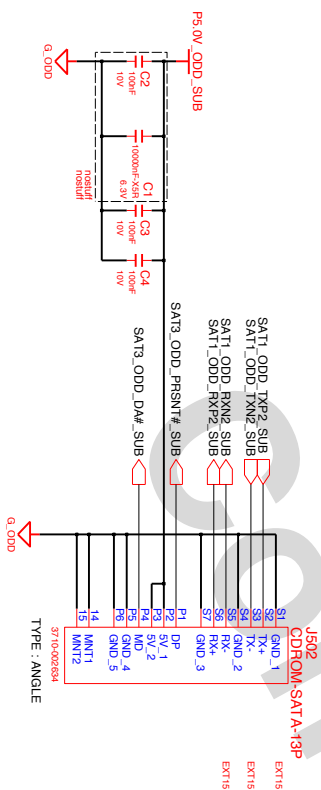 P5.0V_ODD_SUB
C2
100nF
10V
10000nF-X5R
6.3V
C1
C3
100nF
10V
C4
100nF
10V
nostuff
nostuff
G_ODD
SAT1_ODD_TXP2_SUB
SAT1_ODD_TXN2_SUB
SAT1_ODD_RXN2_SUB
SAT1_ODD_RXP2_SUB
SAT3_ODD_PRSNT#_SUB
SAT3_ODD_DA#_SUB
G_ODD
J502
CDROM-SATA-13P
S1 GND_1
S2 TX+
S3 TX-
S4 GND_2
S5 RX-
S6 RX+
S7 GND_3
P1 DP
P2 5V_1
P3 5V_2
P4 MD
P5 GND_4
P6 GND_5
14 MNT1
15 MNT2
3710-002634
TYPE : ANGLE
EXT15
EXT15
EXT15